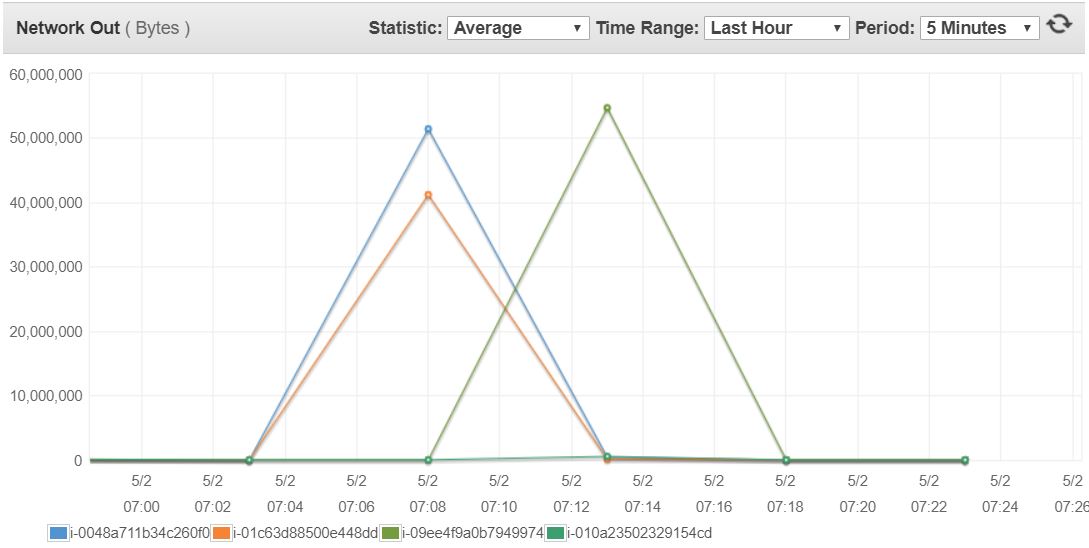 Network Out ( Bytes ) Statistic: Average Time Range: Last Hour Period: 5 Minutes
60,000,000
50,000,000
40,000,000
30,000,000
20,000,000
10,000,000
0
5/2 5/2 5/2 5/2 5/2 5/2 5/2 5/2 5/2 5/2 5/2 5/2 5/2 5/2
07:00 07:02 07:04 07:06 07:08 07:10 07:12 07:14 07:16 07:18 07:20 07:22 07:24 07:26
i-0048a711b34c260f0 i-01c63d88500e448dd i-09ee4f9a0b7949974 i-010a23502329154cd